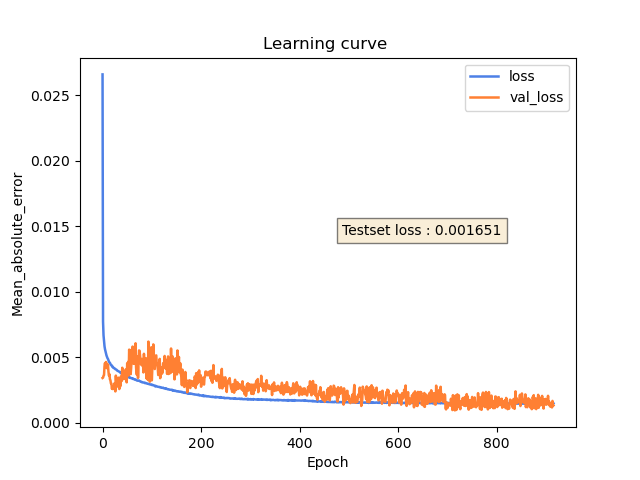 Learning curve
loss
val_loss
Testset loss : 0.001651
Mean_absolute_error
0.025
0.020
0.015
0.010
0.005
0.000
0 200 400 600 800
Epoch